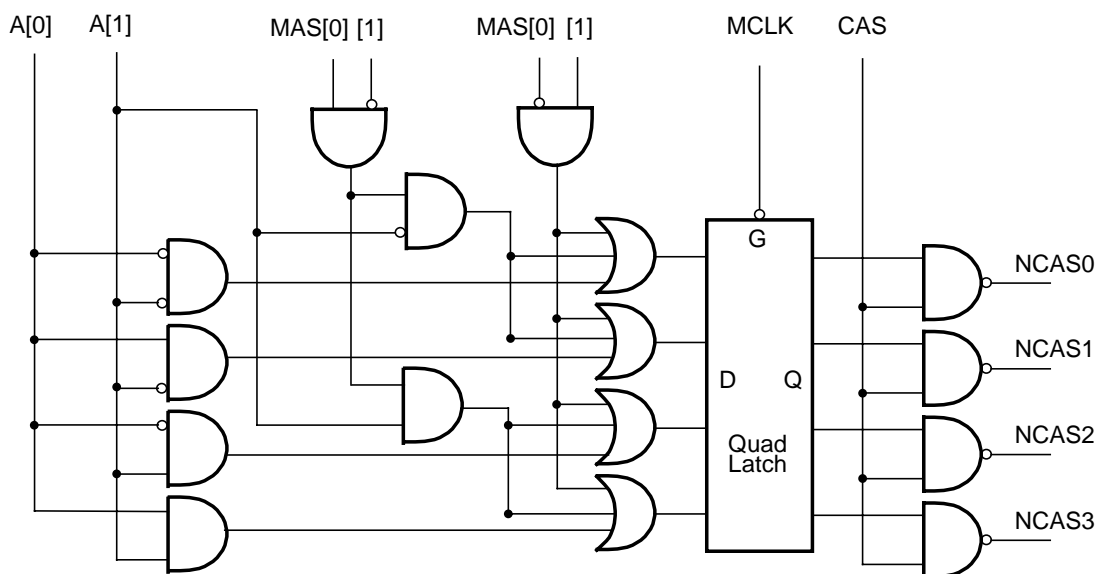 A[0] A[1] MAS[0] [1] MAS[0] [1] MCLK CAS
G
NCAS0
NCAS1
D Q
NCAS2
Quad
Latch
NCAS3